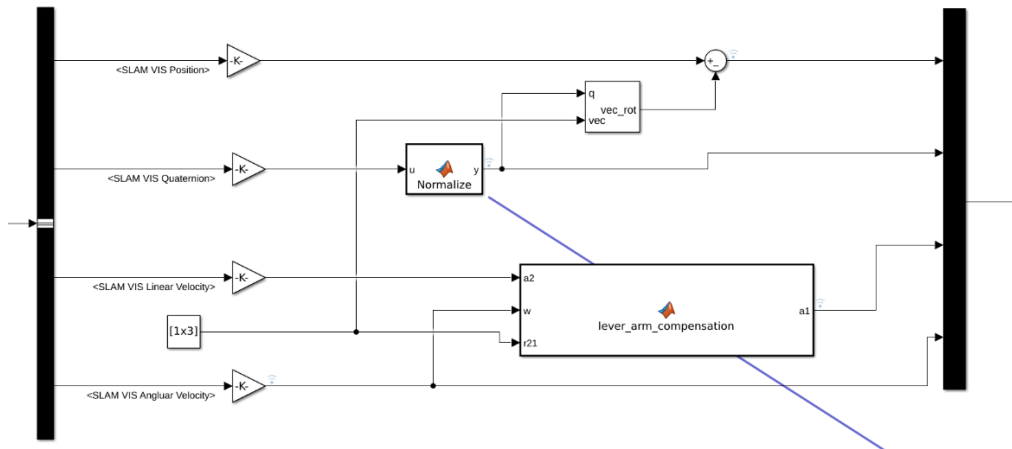 -K-
<SLAM VIS Position>
+
-
q
vec_rot
vec
-K-
<SLAM VIS Quaternion>
u
y
Normalize
-K-
<SLAM VIS Linear Velocity>
a2
[1x3]
w
a1
lever_arm_compensation
r21
-K-
<SLAM VIS Angluar Velocity>